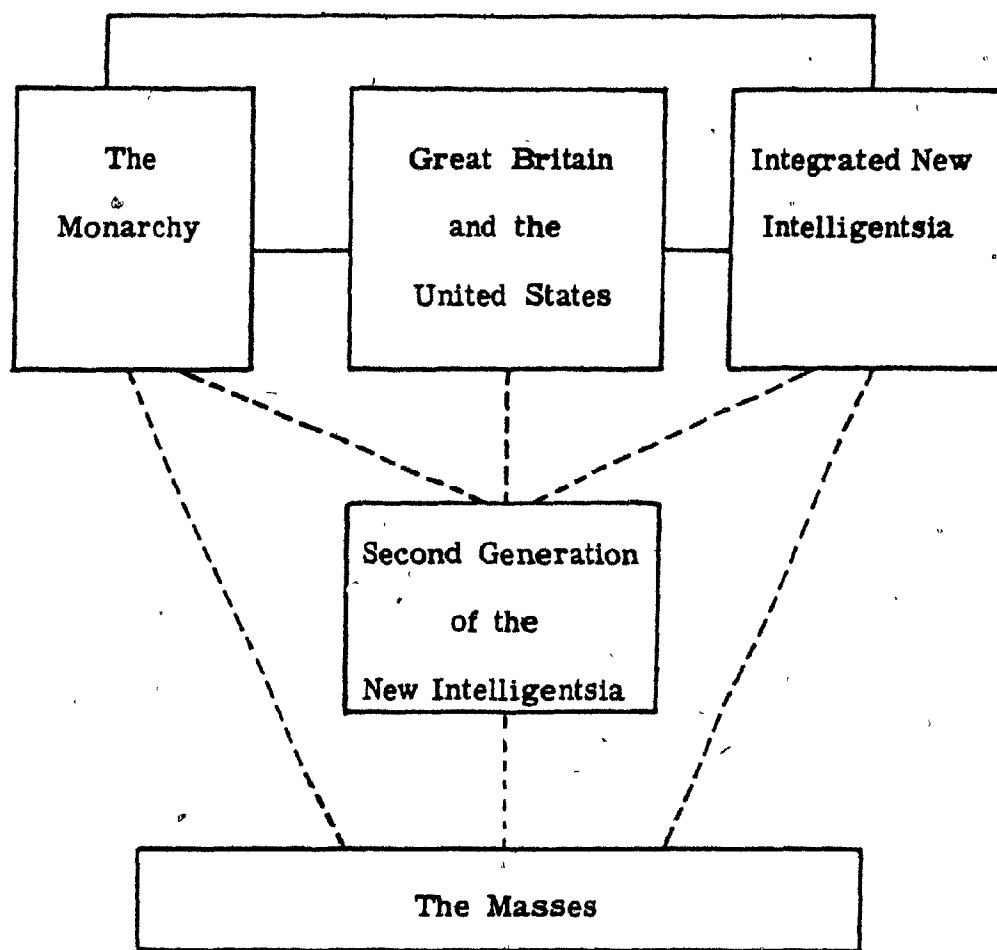 The
Monarchy
Great Britain
and the
United States
Integrated New
Intelligentsia
Second Generation
of the
New Intelligentsia
The Masses